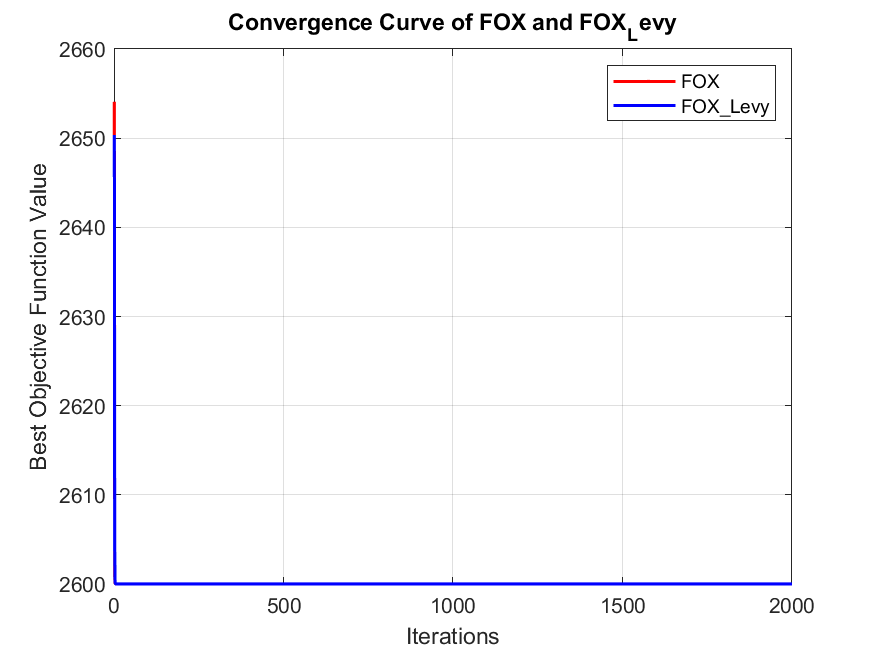 Convergence Curve of FOX and FOX_Levy
2660
2650
2640
2630
2620
2610
2600
0
500
1000
1500
2000
Best Objective Function Value
Iterations
FOX
FOX_Levy